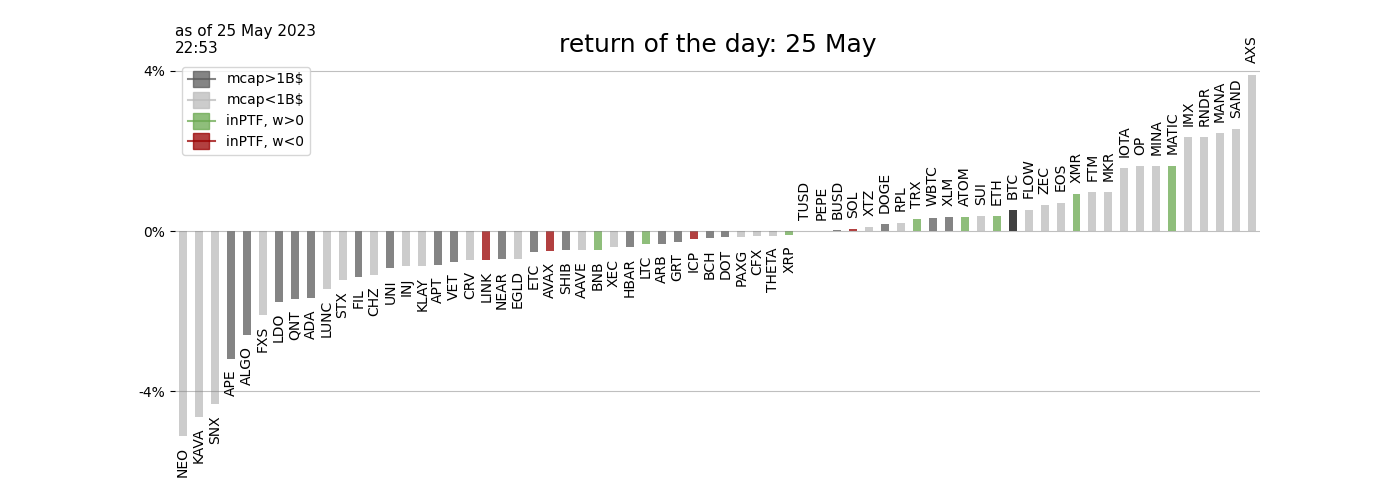 as of 25 May 2023
22:53
return of the day: 25 May
mcap>1B$
mcap<1B$
inPTF, w>0
inPTF, w<0
4%
0%
-4%
NEO
KAVA
SNX
APE
ALGO
FXS
LDO
QNT
ADA
LUNC
STX
FIL
CHZ
UNI
INJ
KLAY
APT
VET
CRV
LINK
NEAR
EGLD
ETC
AVAX
SHIB
AAVE
BNB
XEC
HBAR
LTC
ARB
GRT
ICP
BCH
DOT
PAXG
CFX
THETA
XRP
TUSD
PEPE
BUSD
SOL
XTZ
DOGE
RPL
TRX
WBTC
XLM
ATOM
SUI
ETH
BTC
FLOW
ZEC
EOS
XMR
FTM
MKR
IOTA
OP
MINA
MATIC
IMX
RNDR
MANA
SAND
AXS